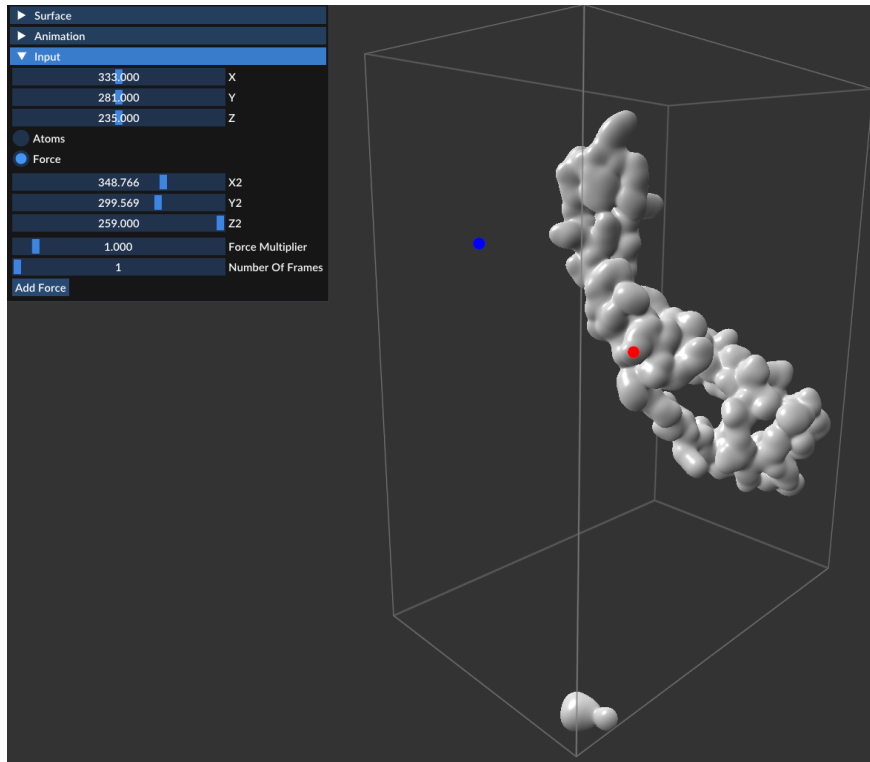 Surface
Animation
Input
333.000 X
281.000 Y
235.000 Z
Atoms
Force
348.766 X2
299.569 Y2
259.000 Z2
1.000 Force Multiplier
1 Number Of Frames
Add Force